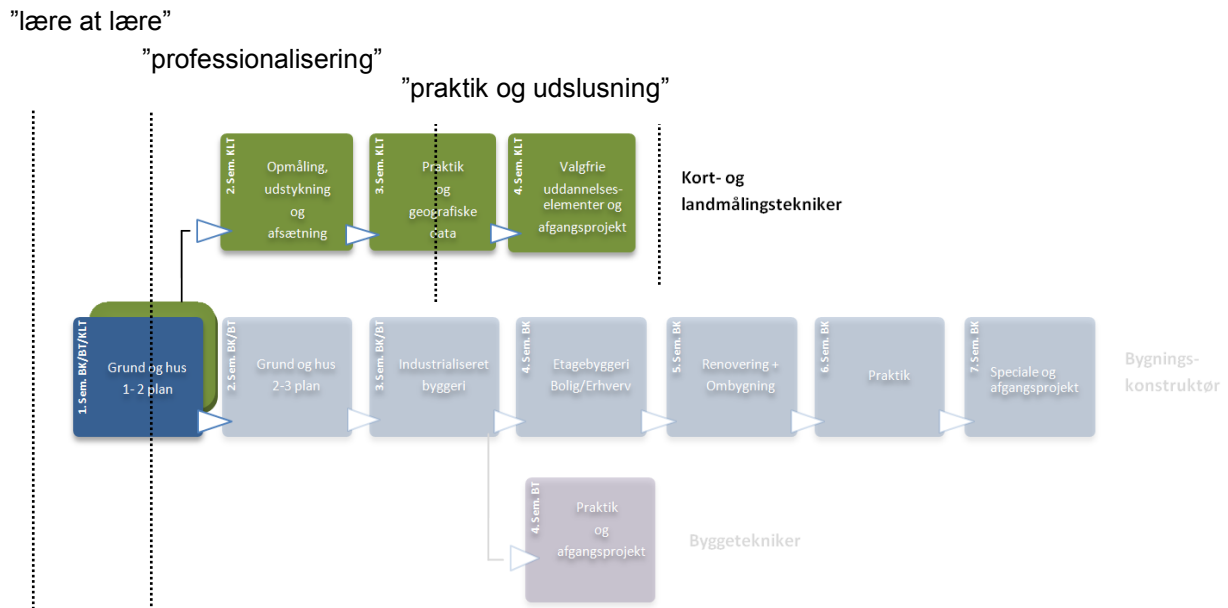 ”lære at lære”
”professionalisering”
”praktik og udslusning”
2. Sem. KLT
Opmåling,
udstykning
og
afsætning
3. Sem. KLT
Praktik
og
geografiske
data
4. Sem. KLT
Valgfrie
uddannelses-
elementer og
afgangsprojekt
Kort- og
landmålingstekniker
1. Sem. BK/BT/KLT
Grund og hus
1- 2 plan
2. Sem. BK/BT
Grund og hus
2-3 plan
3. Sem. BK/BT
Industrialiseret
byggeri
4. Sem. BK
Etagebyggeri
Bolig/Erhverv
5. Sem. BK
Renovering +
Ombygning
6. Sem. BK
Praktik
7. Sem. BK
Speciale og
afgangsprojekt
Bygnings-
konstruktør
4. Sem. BT
Praktik
og
afgangsprojekt
Byggetekniker